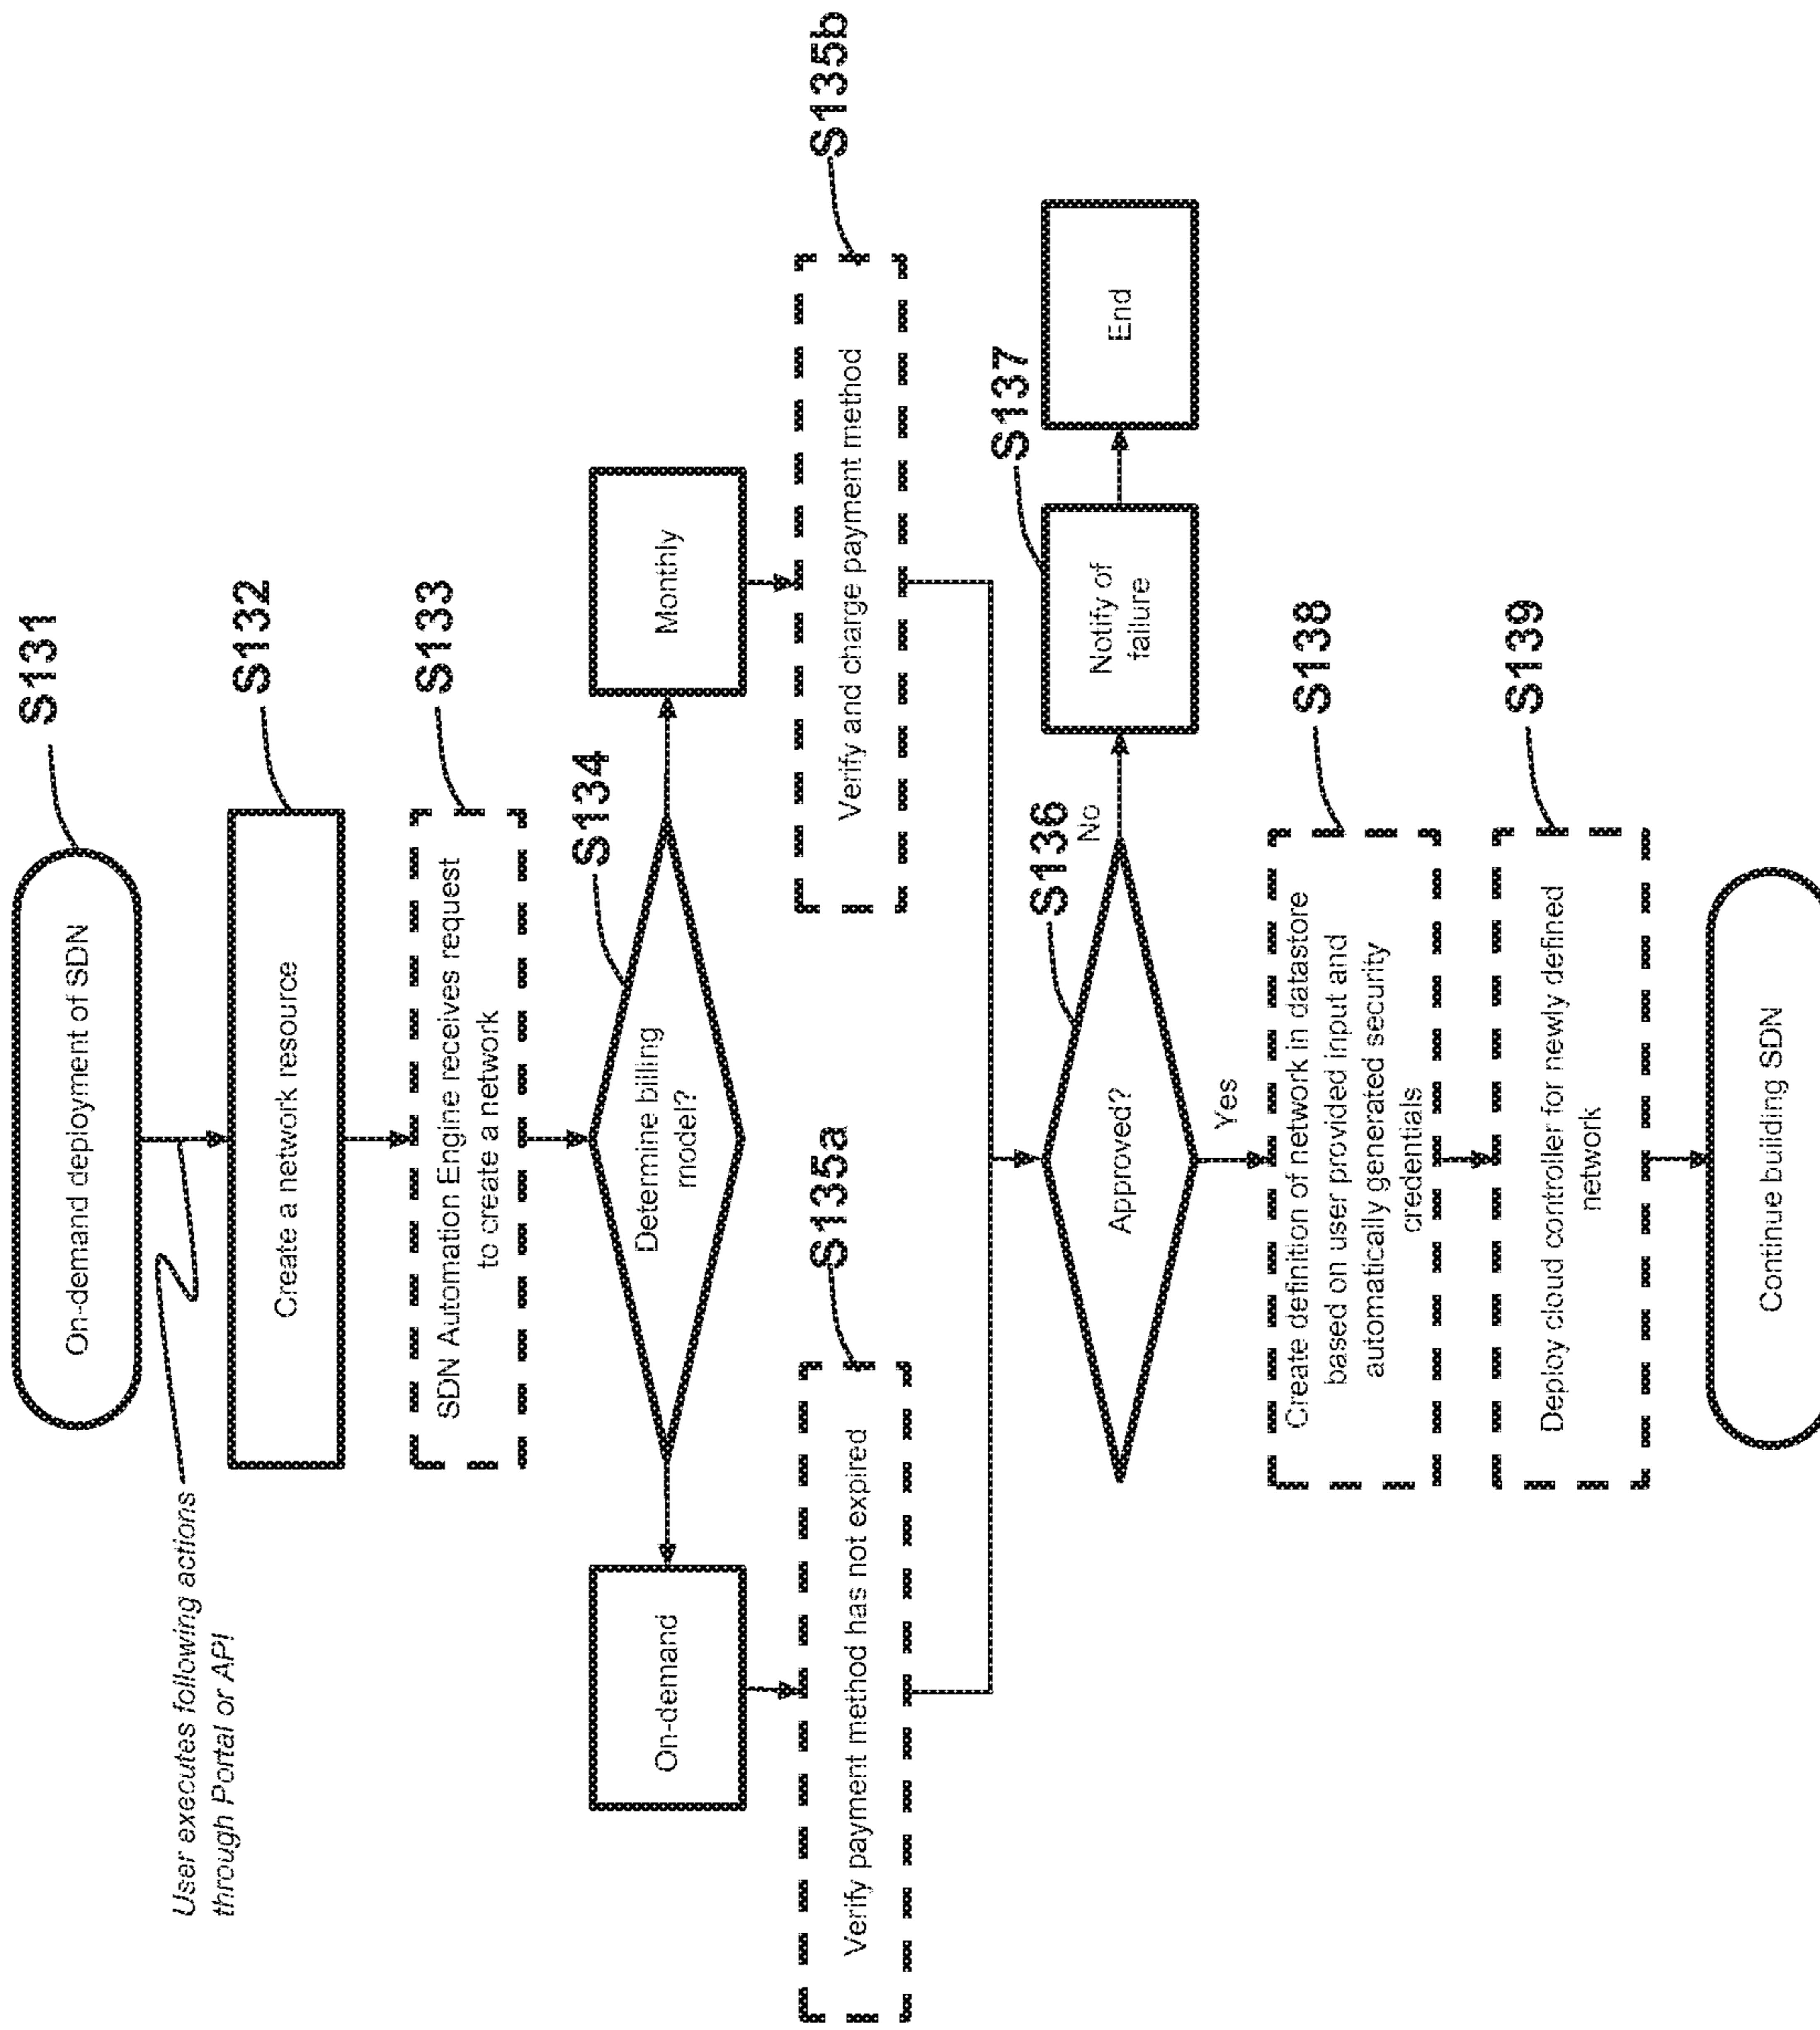 S131
On-demand deployment of SDN
User executes following actions
through Portal or API
S132
Create a network resource
S133
SDN Automation Engine receives request
to create a network
S134
Determine billing
model?
On-demand
Monthly
S135a
Verify payment method has not expired
S135b
Verify and charge payment method
S136
Approved?
No
S137
Notify of
failure
End
Yes
S138
Create definition of network in datastore
based on user provided input and
automatically generated security
credentials
S139
Deploy cloud controller for newly defined
network
Continue building SDN